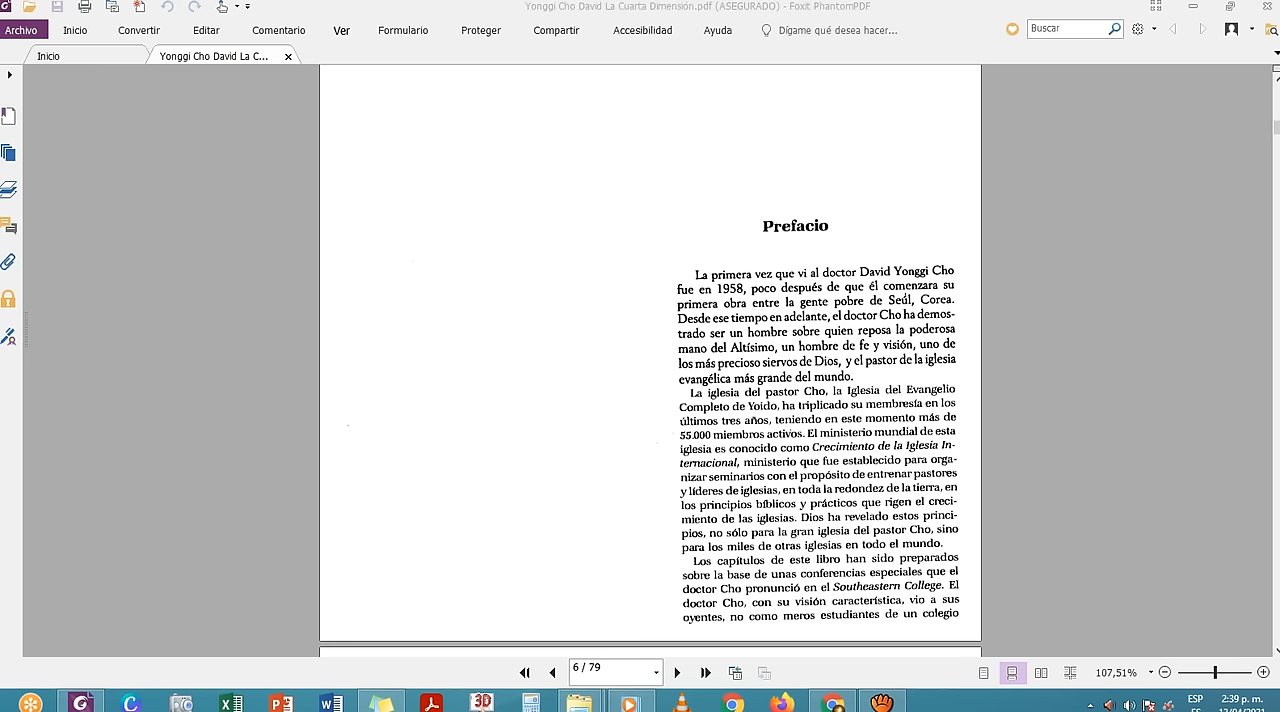 Yonggi Cho David La Cuarta Dimensión.pdf (ASEGURADO) - Foxit PhantomPDF
Archivo Inicio Convertir Editar Comentario Ver Formulario Proteger Compartir Accesibilidad Ayuda Dígame qué desea hacer... Buscar
Inicio Yonggi Cho David La C...
Prefacio
La primera vez que vi al doctor David Yonggi Cho
fue en 1958, poco después de que él comenzara su
primera obra entre la gente pobre de Seúl, Corea.
Desde ese tiempo en adelante, el doctor Cho ha demos-
trado ser un hombre sobre quien reposa la poderosa
mano del Altísimo, un hombre de fe y visión, uno de
los más precioso siervos de Dios, y el pastor de la iglesia
evangélica más grande del mundo.
La iglesia del pastor Cho, la Iglesia del Evangelio
Completo de Yoido, ha triplicado su membresía en los
últimos tres años, teniendo en este momento más de
55.000 miembros activos. El ministerio mundial de esta
iglesia es conocido como Crecimiento de la Iglesia In-
ternacional, ministerio que fue establecido para orga-
nizar seminarios con el propósito de entrenar pastores
y líderes de iglesias, en toda la redondez de la tierra, en
los principios bíblicos y prácticos que rigen el creci-
miento de las iglesias. Dios ha revelado estos princi-
pios, no sólo para la gran iglesia del pastor Cho, sino
para los miles de otras iglesias en todo el mundo.
Los capítulos de este libro han sido preparados
sobre la base de unas conferencias especiales que el
doctor Cho pronunció en el Southeastern College. El
doctor Cho, con su visión característica, vio a sus
oyentes, no como meros estudiantes de un colegio
6 / 79
107,51%
ESP 2:39 p. m.
ES 13/04/2021